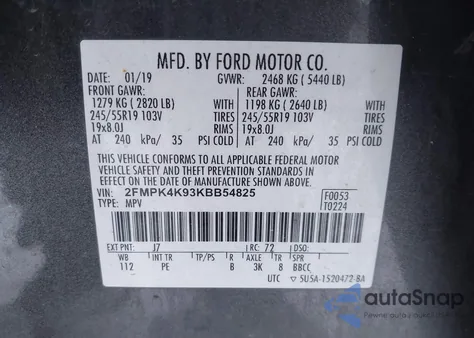 MFD. BY FORD MOTOR CO.
DATE: 01/19 GVWR: 2468 KG ( 5440 LB)
FRONT GAWR: REAR GAWR:
1279 KG ( 2820 LB) WITH 1198 KG ( 2640 LB) WITH
245/55R19 103V TIRES 245/55R19 103V TIRES
19x8.0J RIMS 19x8.0J RIMS
AT 240 kPa/ 35 PSI COLD AT 240 kPa/ 35 PSI COLD
THIS VEHICLE CONFORMS TO ALL APPLICABLE FEDERAL MOTOR
VEHICLE SAFETY AND THEFT PREVENTION STANDARDS IN
EFFECT ON THE DATE OF MANUFACTURE SHOWN ABOVE.
VIN: 2FMPK4K93KBB54825 F0053
TYPE: MPV T0224
EXT PNT: J7 RC: 72 DSO:
WB INT TR TP/PS R AXLE TR SPR
112 PE B 3K 8 BBCC
UTC ▽ 5U5A-1520472-BA
autoSnap